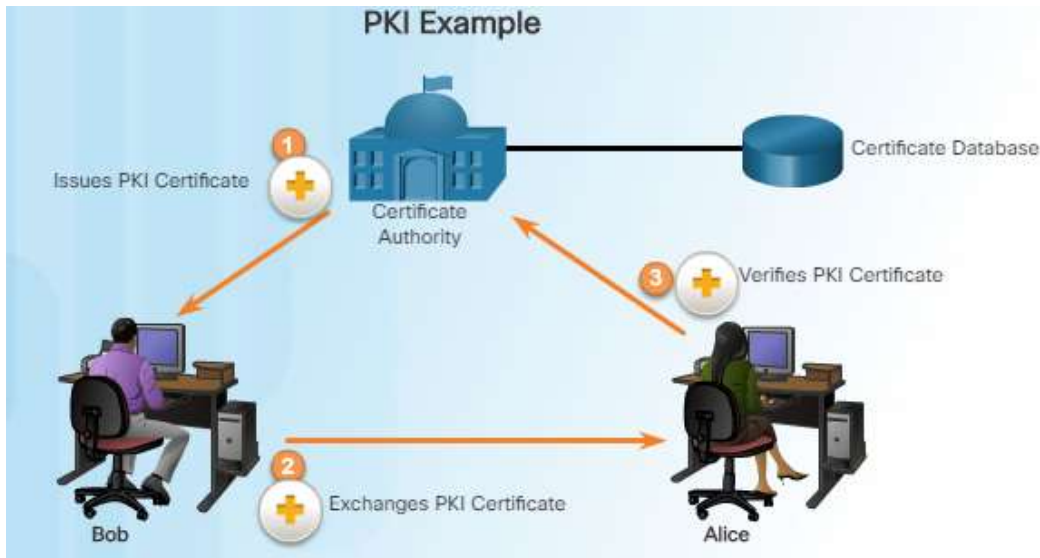 PKI Example
1
Issues PKI Certificate
Certificate
Authority
Certificate Database
3
Verifies PKI Certificate
2
Exchanges PKI Certificate
Bob
Alice